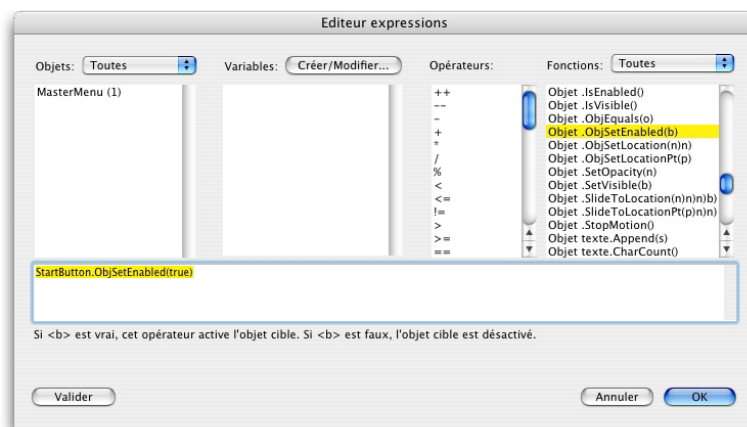 Editeur expressions
Objets: Toutes
Variables: Créer/Modifier...
Opérateurs:
Fonctions: Toutes
MasterMenu (1)
++
--
-
+
*
/
%
<
<=
!=
>
>=
==
Objet .IsEnabled()
Objet .IsVisible()
Objet .ObjEquals(o)
Objet .ObjSetEnabled(b)
Objet .ObjSetLocation(n)n)
Objet .ObjSetLocationPt(p)
Objet .SetOpacity(n)
Objet .SetVisible(b)
Objet .SlideToLocation(n)n)n)b)
Objet .SlideToLocationPt(p)n)n)
Objet .StopMotion()
Objet texte.Append(s)
Objet texte.CharCount()
StartButton.ObjSetEnabled(true)
Si <b> est vrai, cet opérateur active l'objet cible. Si <b> est faux, l'objet cible est désactivé.
Valider
Annuler
OK